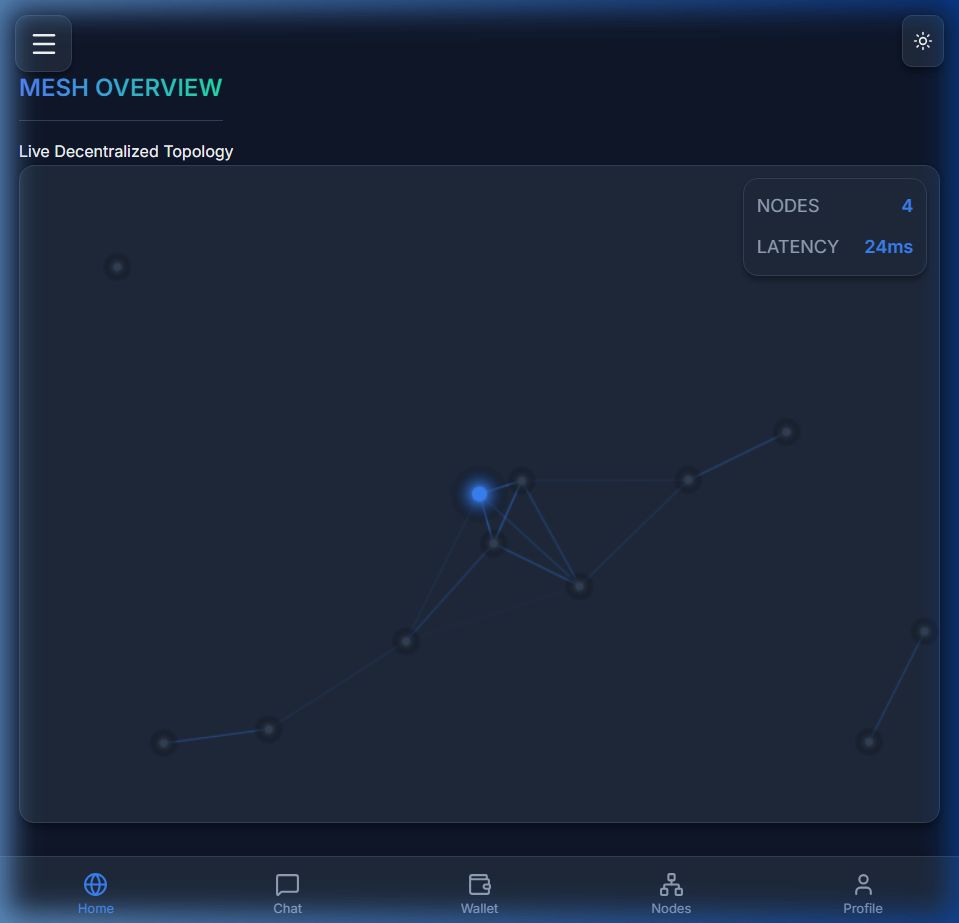 MESH OVERVIEW
Live Decentralized Topology
NODES 4
LATENCY 24ms
Home Chat Wallet Nodes Profile